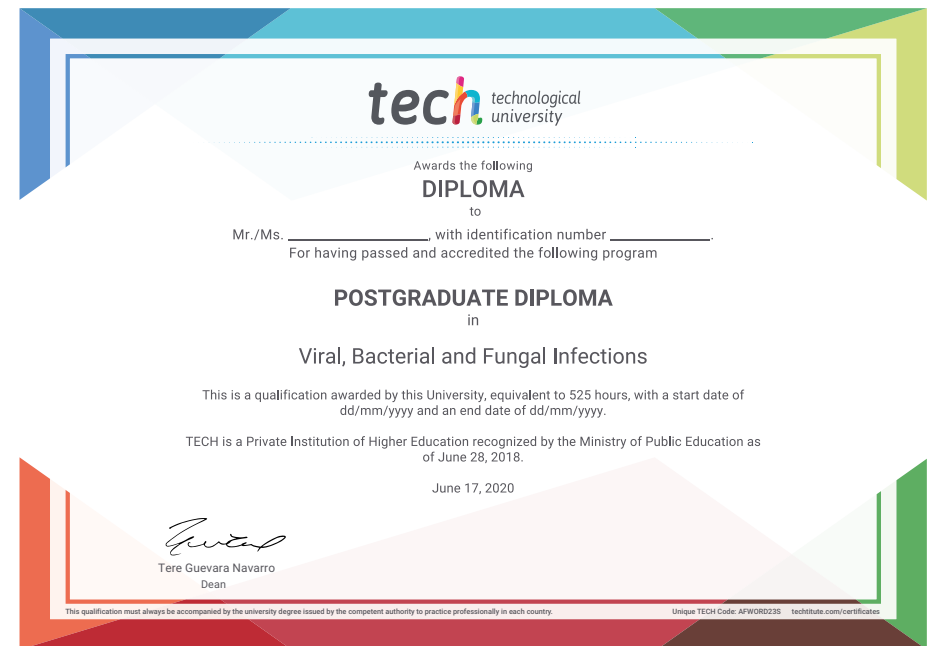 tech technological
university
Awards the following
DIPLOMA
to
Mr./Ms. ____________________, with identification number ______________.
For having passed and accredited the following program
POSTGRADUATE DIPLOMA
in
Viral, Bacterial and Fungal Infections
This is a qualification awarded by this University, equivalent to 525 hours, with a start date of
dd/mm/yyyy and an end date of dd/mm/yyyy.
TECH is a Private Institution of Higher Education recognized by the Ministry of Public Education as
of June 28, 2018.
June 17, 2020
Tere Guevara Navarro
Dean
This qualification must always be accompanied by the university degree issued by the competent authority to practice professionally in each country. Unique TECH Code: AFWORD23S techtitute.com/certificates